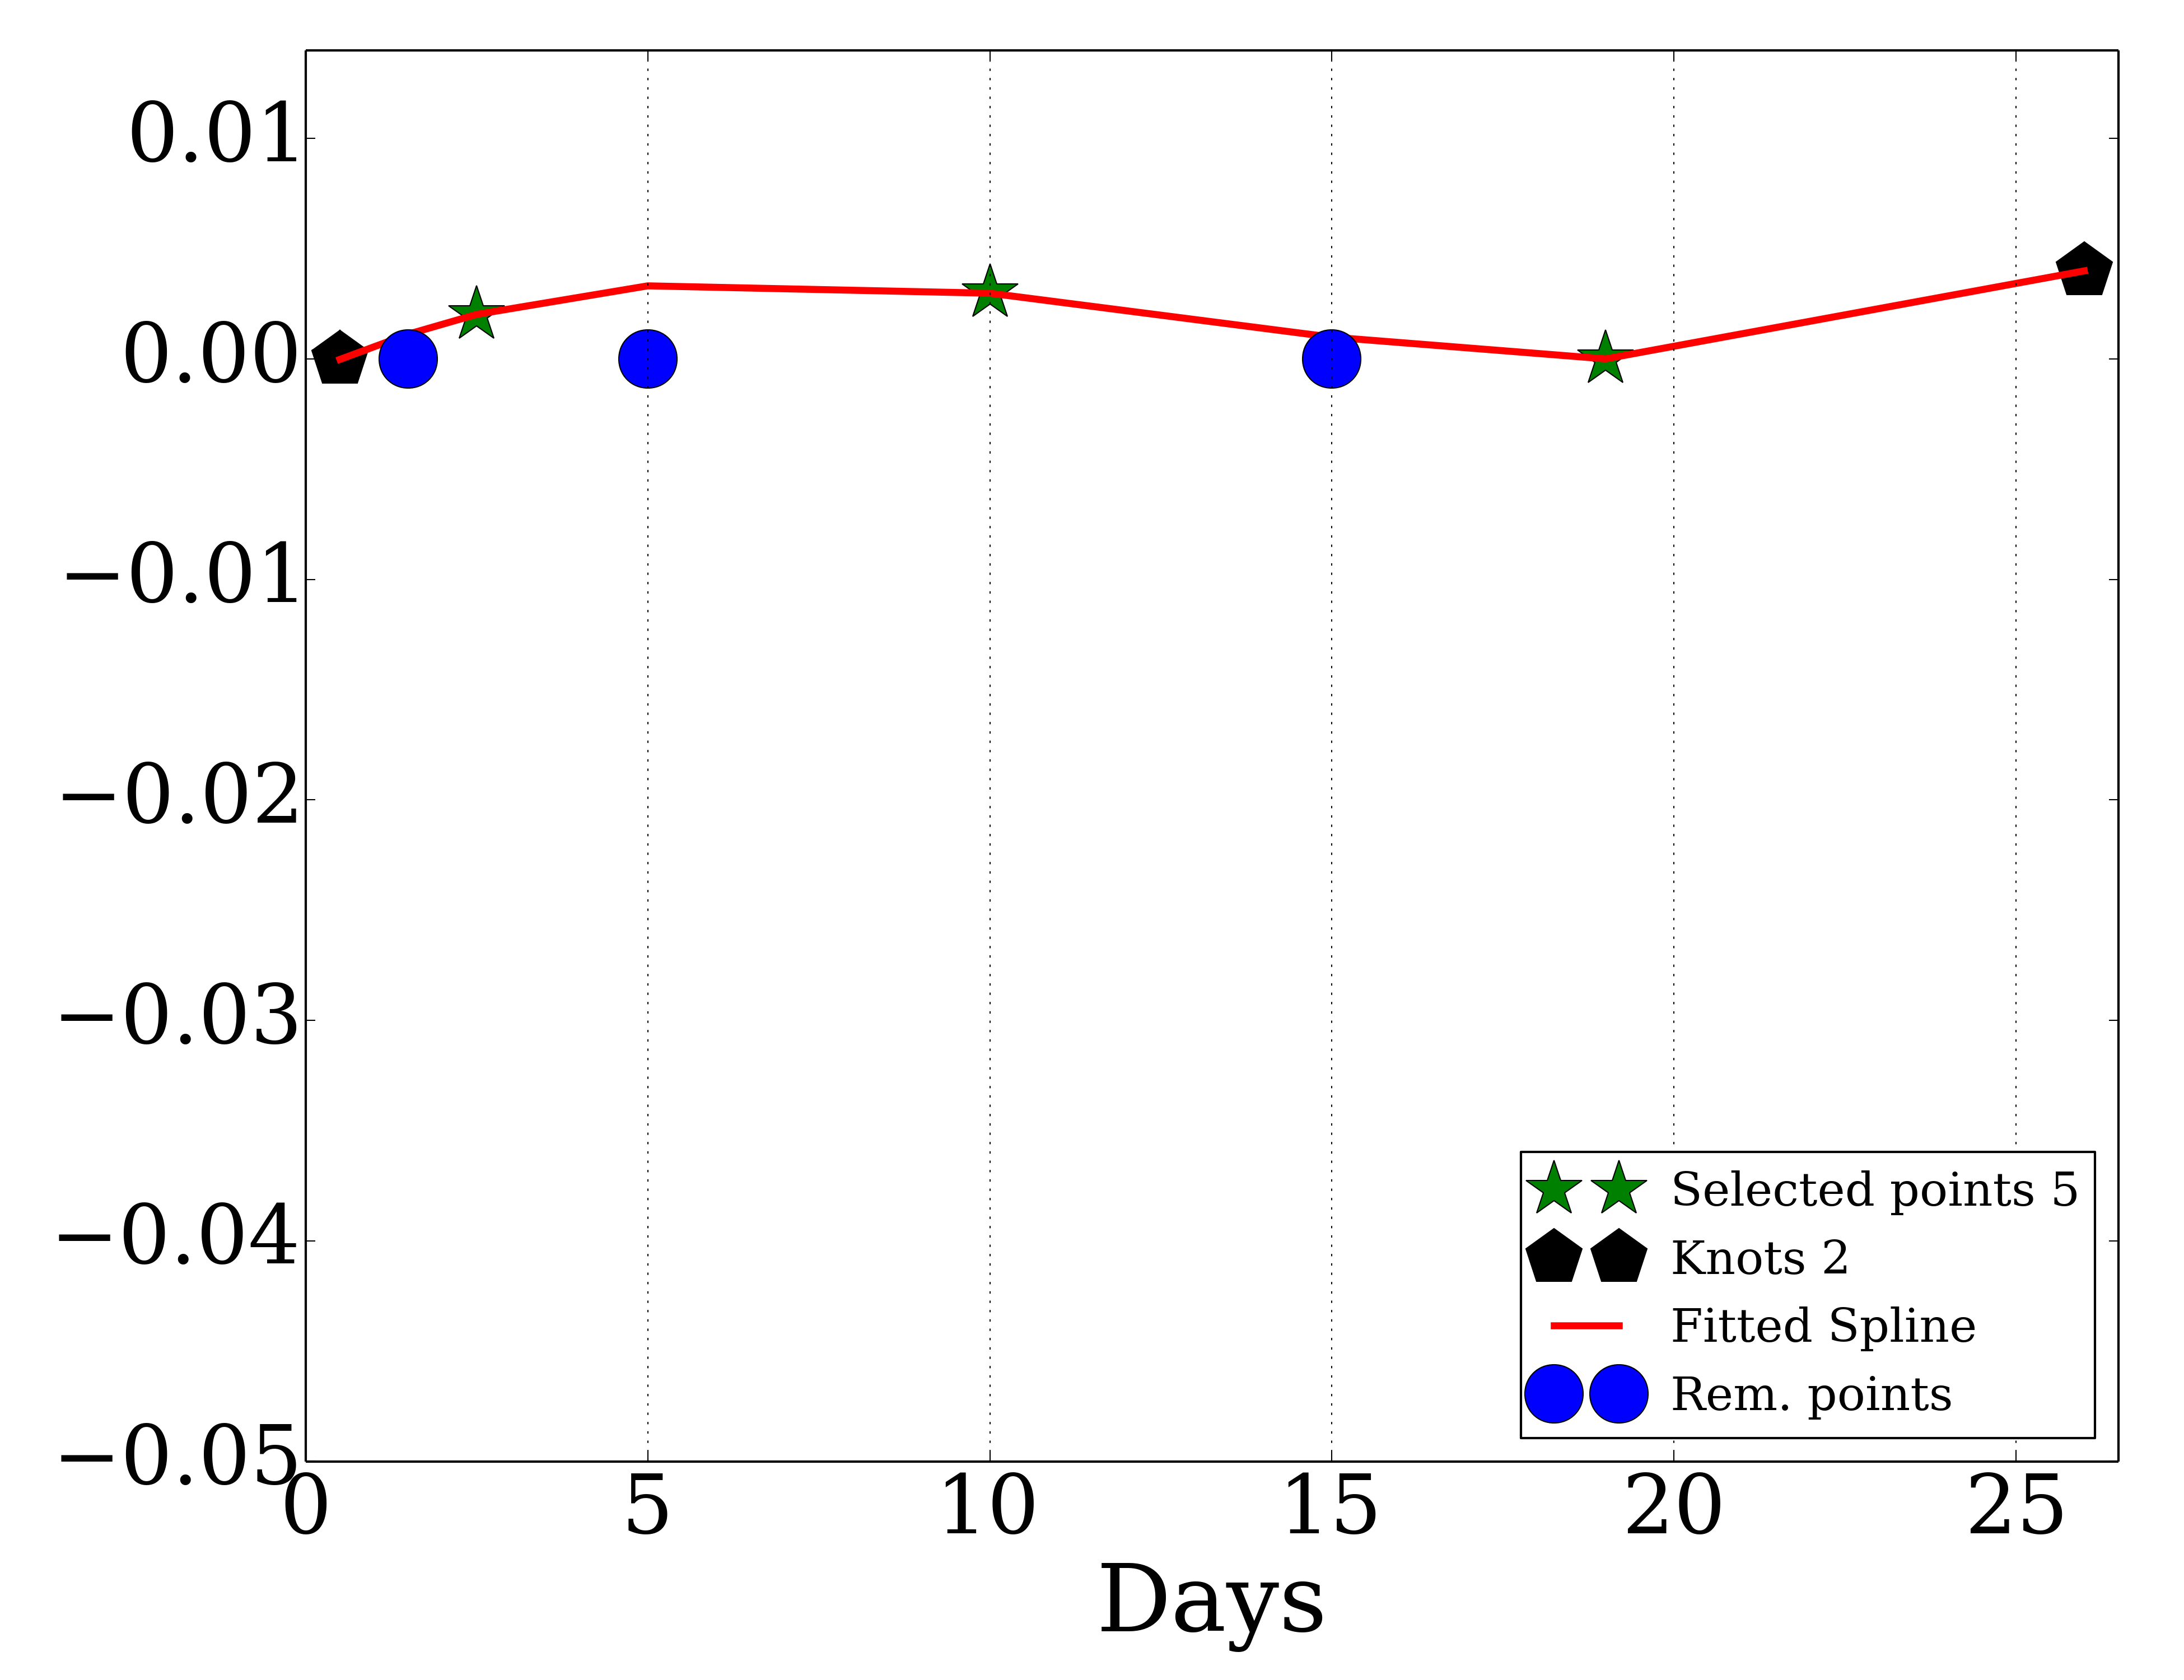 0.01
0.00
−0.01
−0.02
−0.03
−0.04
−0.05
Selected points 5
Knots 2
Fitted Spline
Rem. points
0 5 10 15 20 25
Days